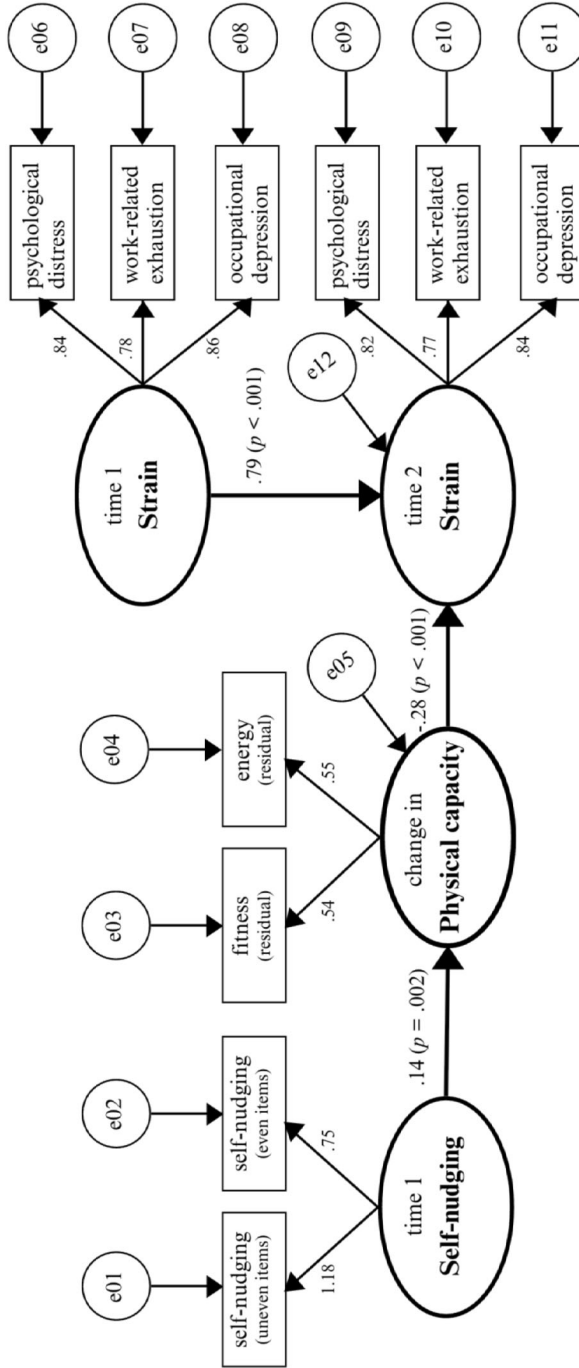 e01
e02
e03
e04
e06
e07
e08
e09
e10
e11
self-nudging
(uneven items)
self-nudging
(even items)
fitness
(residual)
energy
(residual)
psychological
distress
work-related
exhaustion
occupational
depression
psychological
distress
work-related
exhaustion
occupational
depression
1.18
.75
.54
.55
.84
.78
.86
.82
.77
.84
time 1
Strain
.79 (p < .001)
e05
e12
time 1
Self-nudging
.14 (p = .002)
change in
Physical capacity
-.28 (p < .001)
time 2
Strain